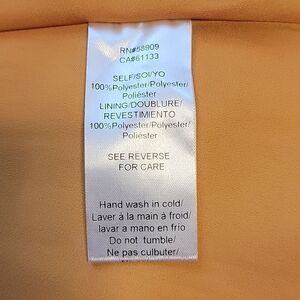 RN#58909
CA#61133
SELF/SOI/YO
100%Polyester/Polyester/
Poliéster
LINING/DOUBLURE/
REVESTIMIENTO
100%Polyester/Polyester/
Poliéster
SEE REVERSE
FOR CARE
Hand wash in cold/
Laver à la main à froid/
lavar a mano en frio
Do not tumble/
Ne pas culbuter/